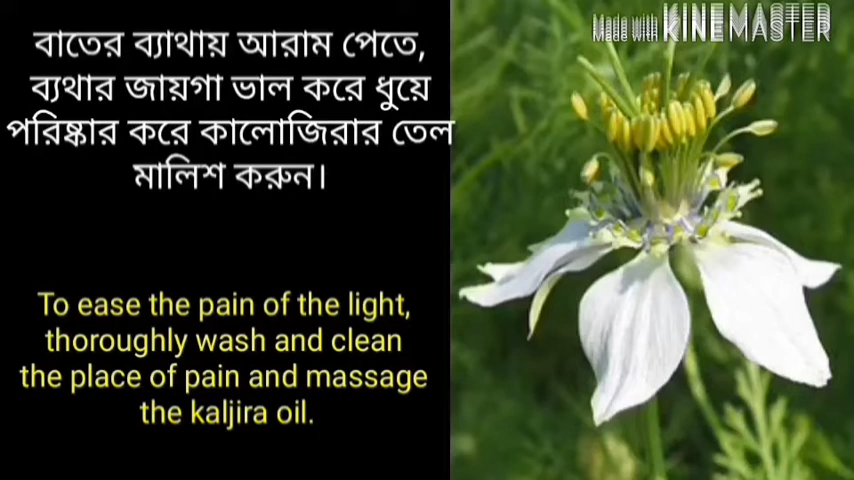 বাতের ব্যাথায় আরাম পেতে,
ব্যথার জায়গা ভাল করে ধুয়ে
পরিষ্কার করে কালোজিরার তেল
মালিশ করুন।
To ease the pain of the light,
thoroughly wash and clean
the place of pain and massage
the kaljira oil.
Made with KINEMASTER